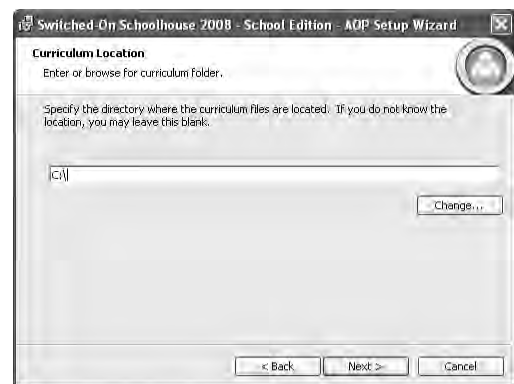 Switched-On Schoolhouse 2008 - School Edition - AOP Setup Wizard
Curriculum Location
Enter or browse for curriculum folder.
Specify the directory where the curriculum files are located. If you do not know the
location, you may leave this blank.
C:\
Change...
< Back
Next >
Cancel